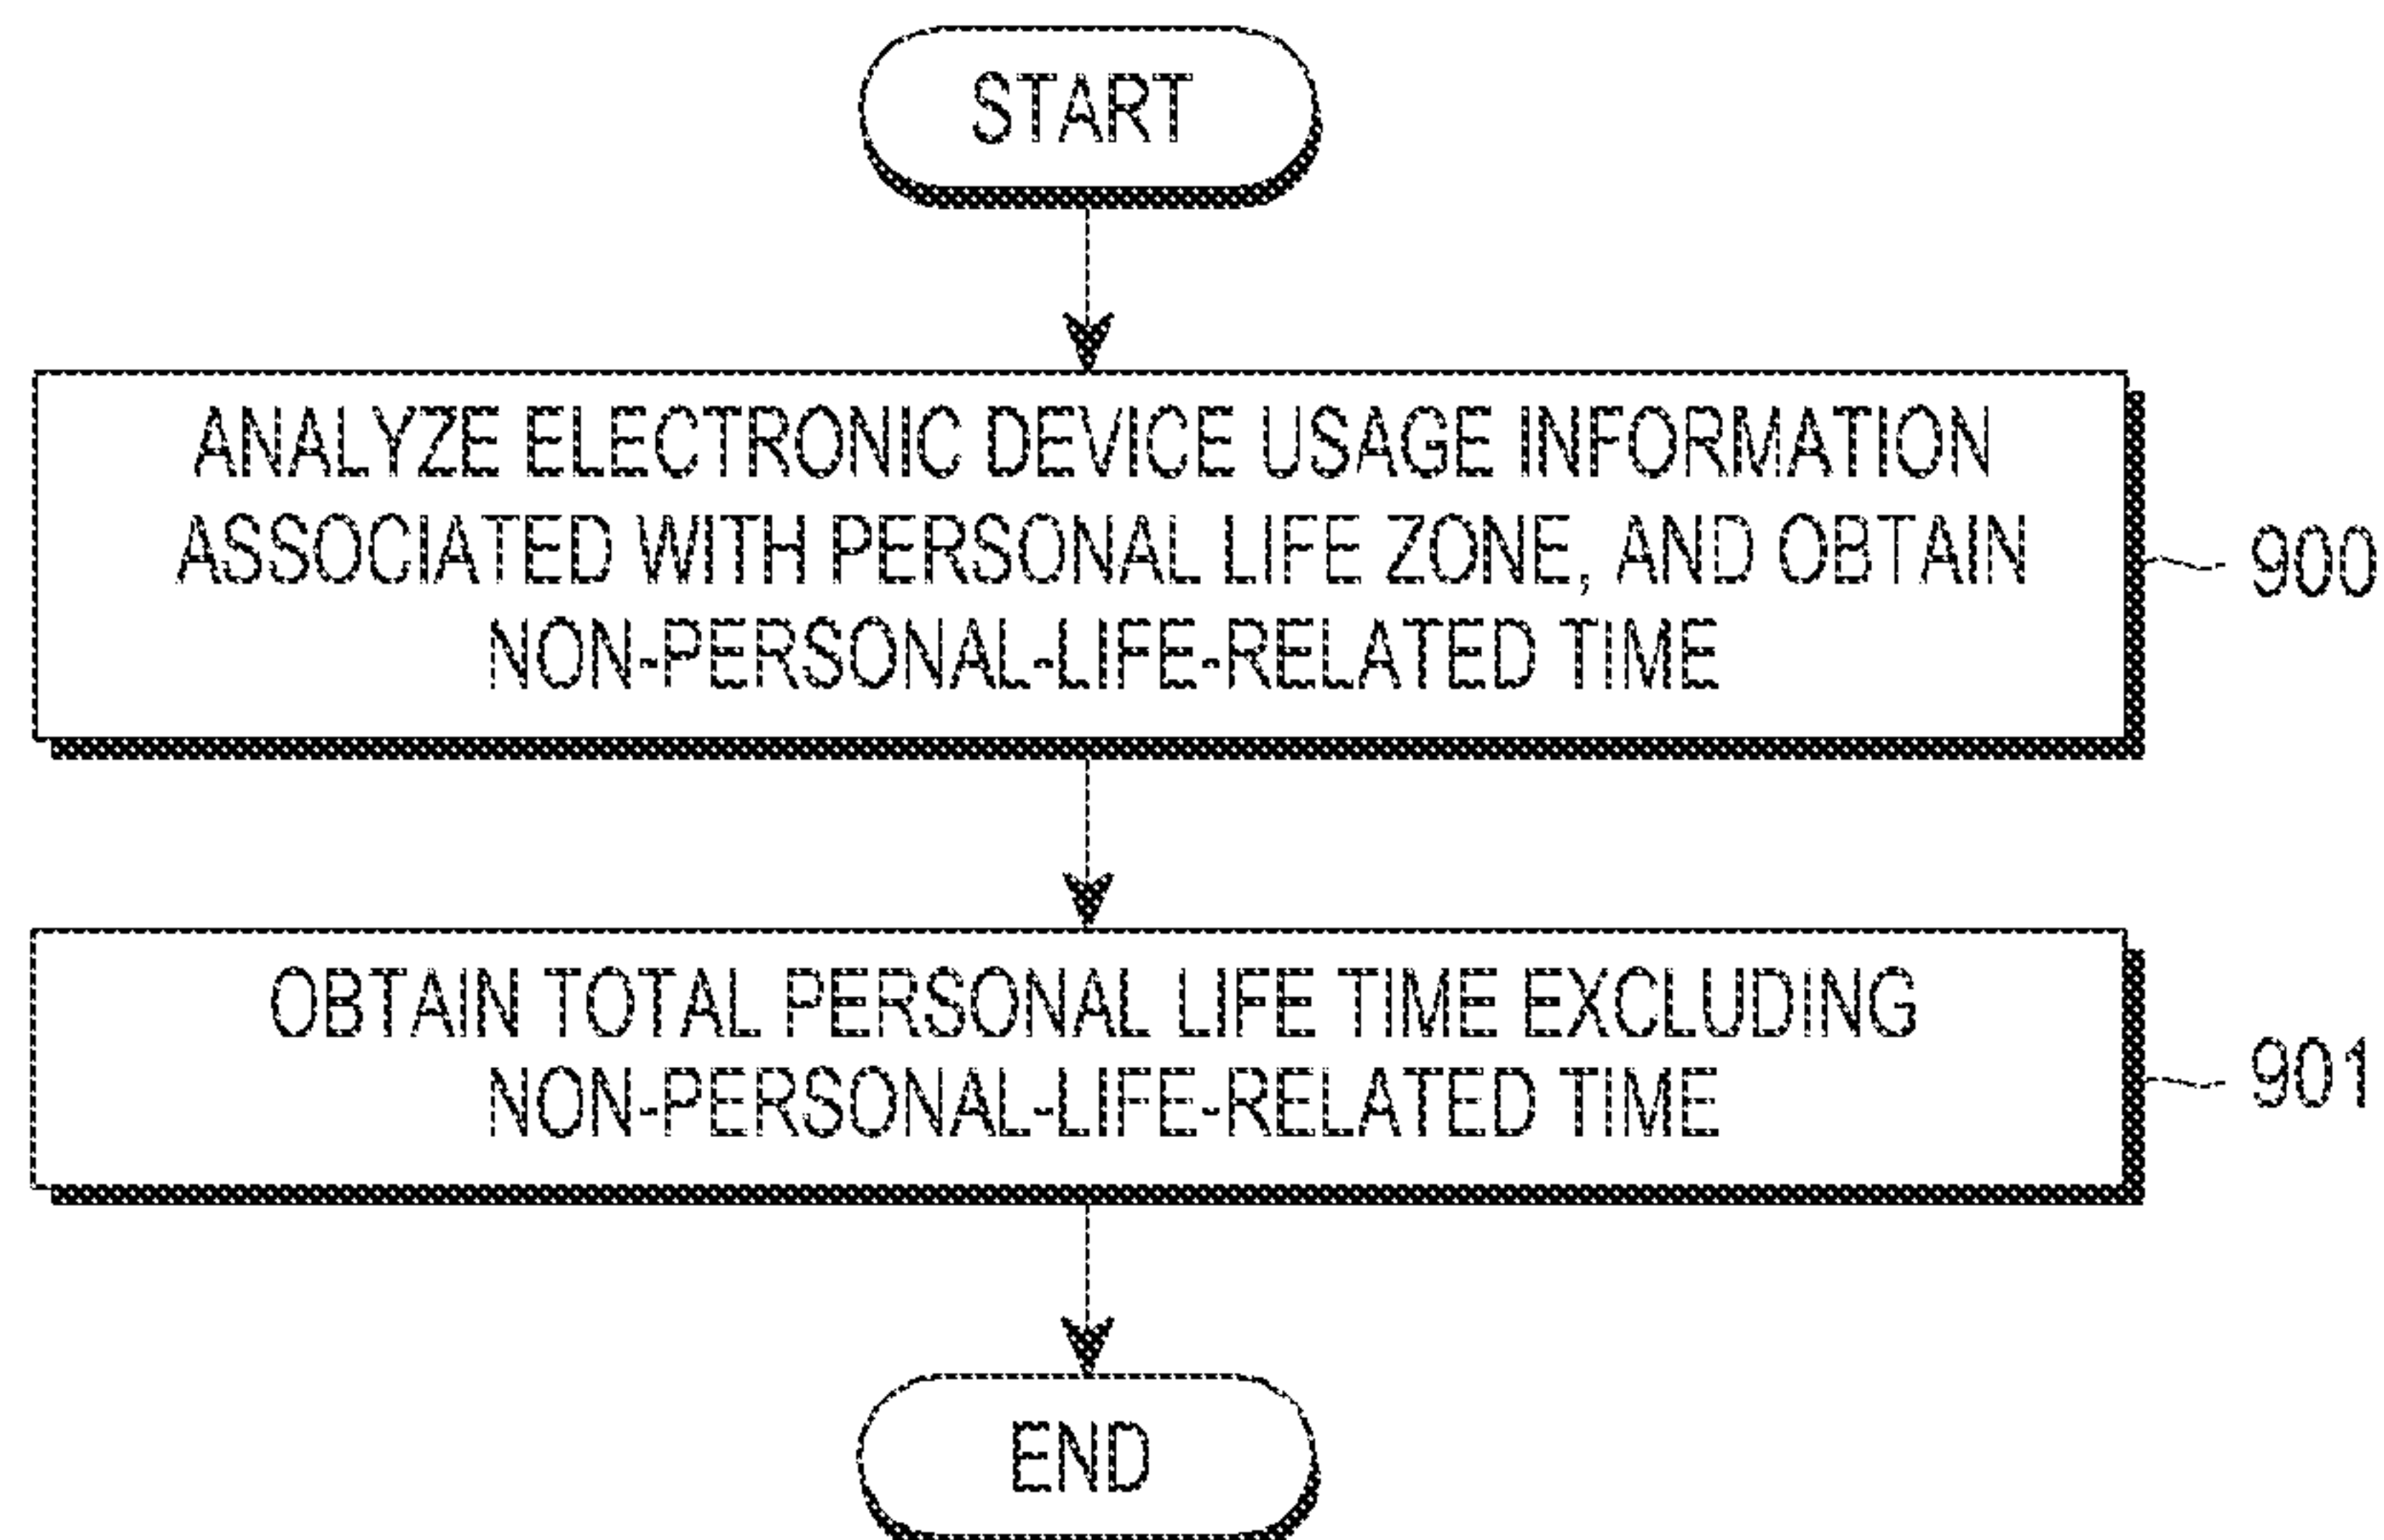 START
ANALYZE ELECTRONIC DEVICE USAGE INFORMATION
ASSOCIATED WITH PERSONAL LIFE ZONE, AND OBTAIN
NON-PERSONAL-LIFE-RELATED TIME
900
OBTAIN TOTAL PERSONAL LIFE TIME EXCLUDING
NON-PERSONAL-LIFE-RELATED TIME
901
END